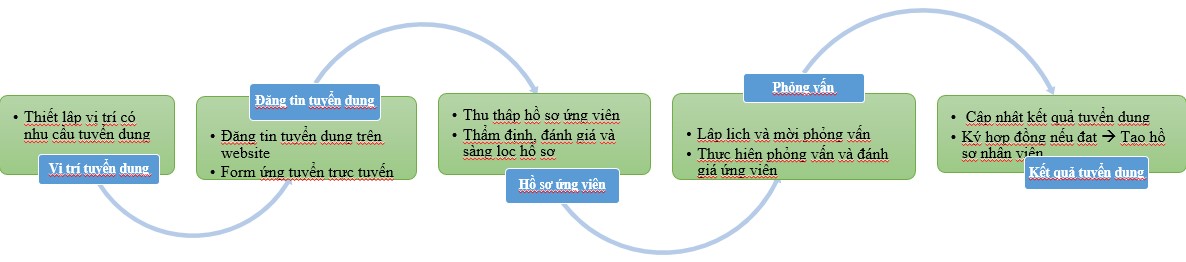 • Thiết lập vị trí có
nhu cầu tuyển dụng
Vị trí tuyển dụng
Đăng tin tuyển dụng
• Đăng tin tuyển dụng trên
website
• Form ứng tuyển trực tuyến
• Thu thập hồ sơ ứng viên
• Thẩm định, đánh giá và
sàng lọc hồ sơ
Hồ sơ ứng viên
Phỏng vấn
• Lập lịch và mời phỏng vấn
• Thực hiện phỏng vấn và đánh
giá ứng viên
• Cập nhật kết quả tuyển dụng
• Ký hợp đồng nếu đạt → Tạo hồ
sơ nhân viên
Kết quả tuyển dụng